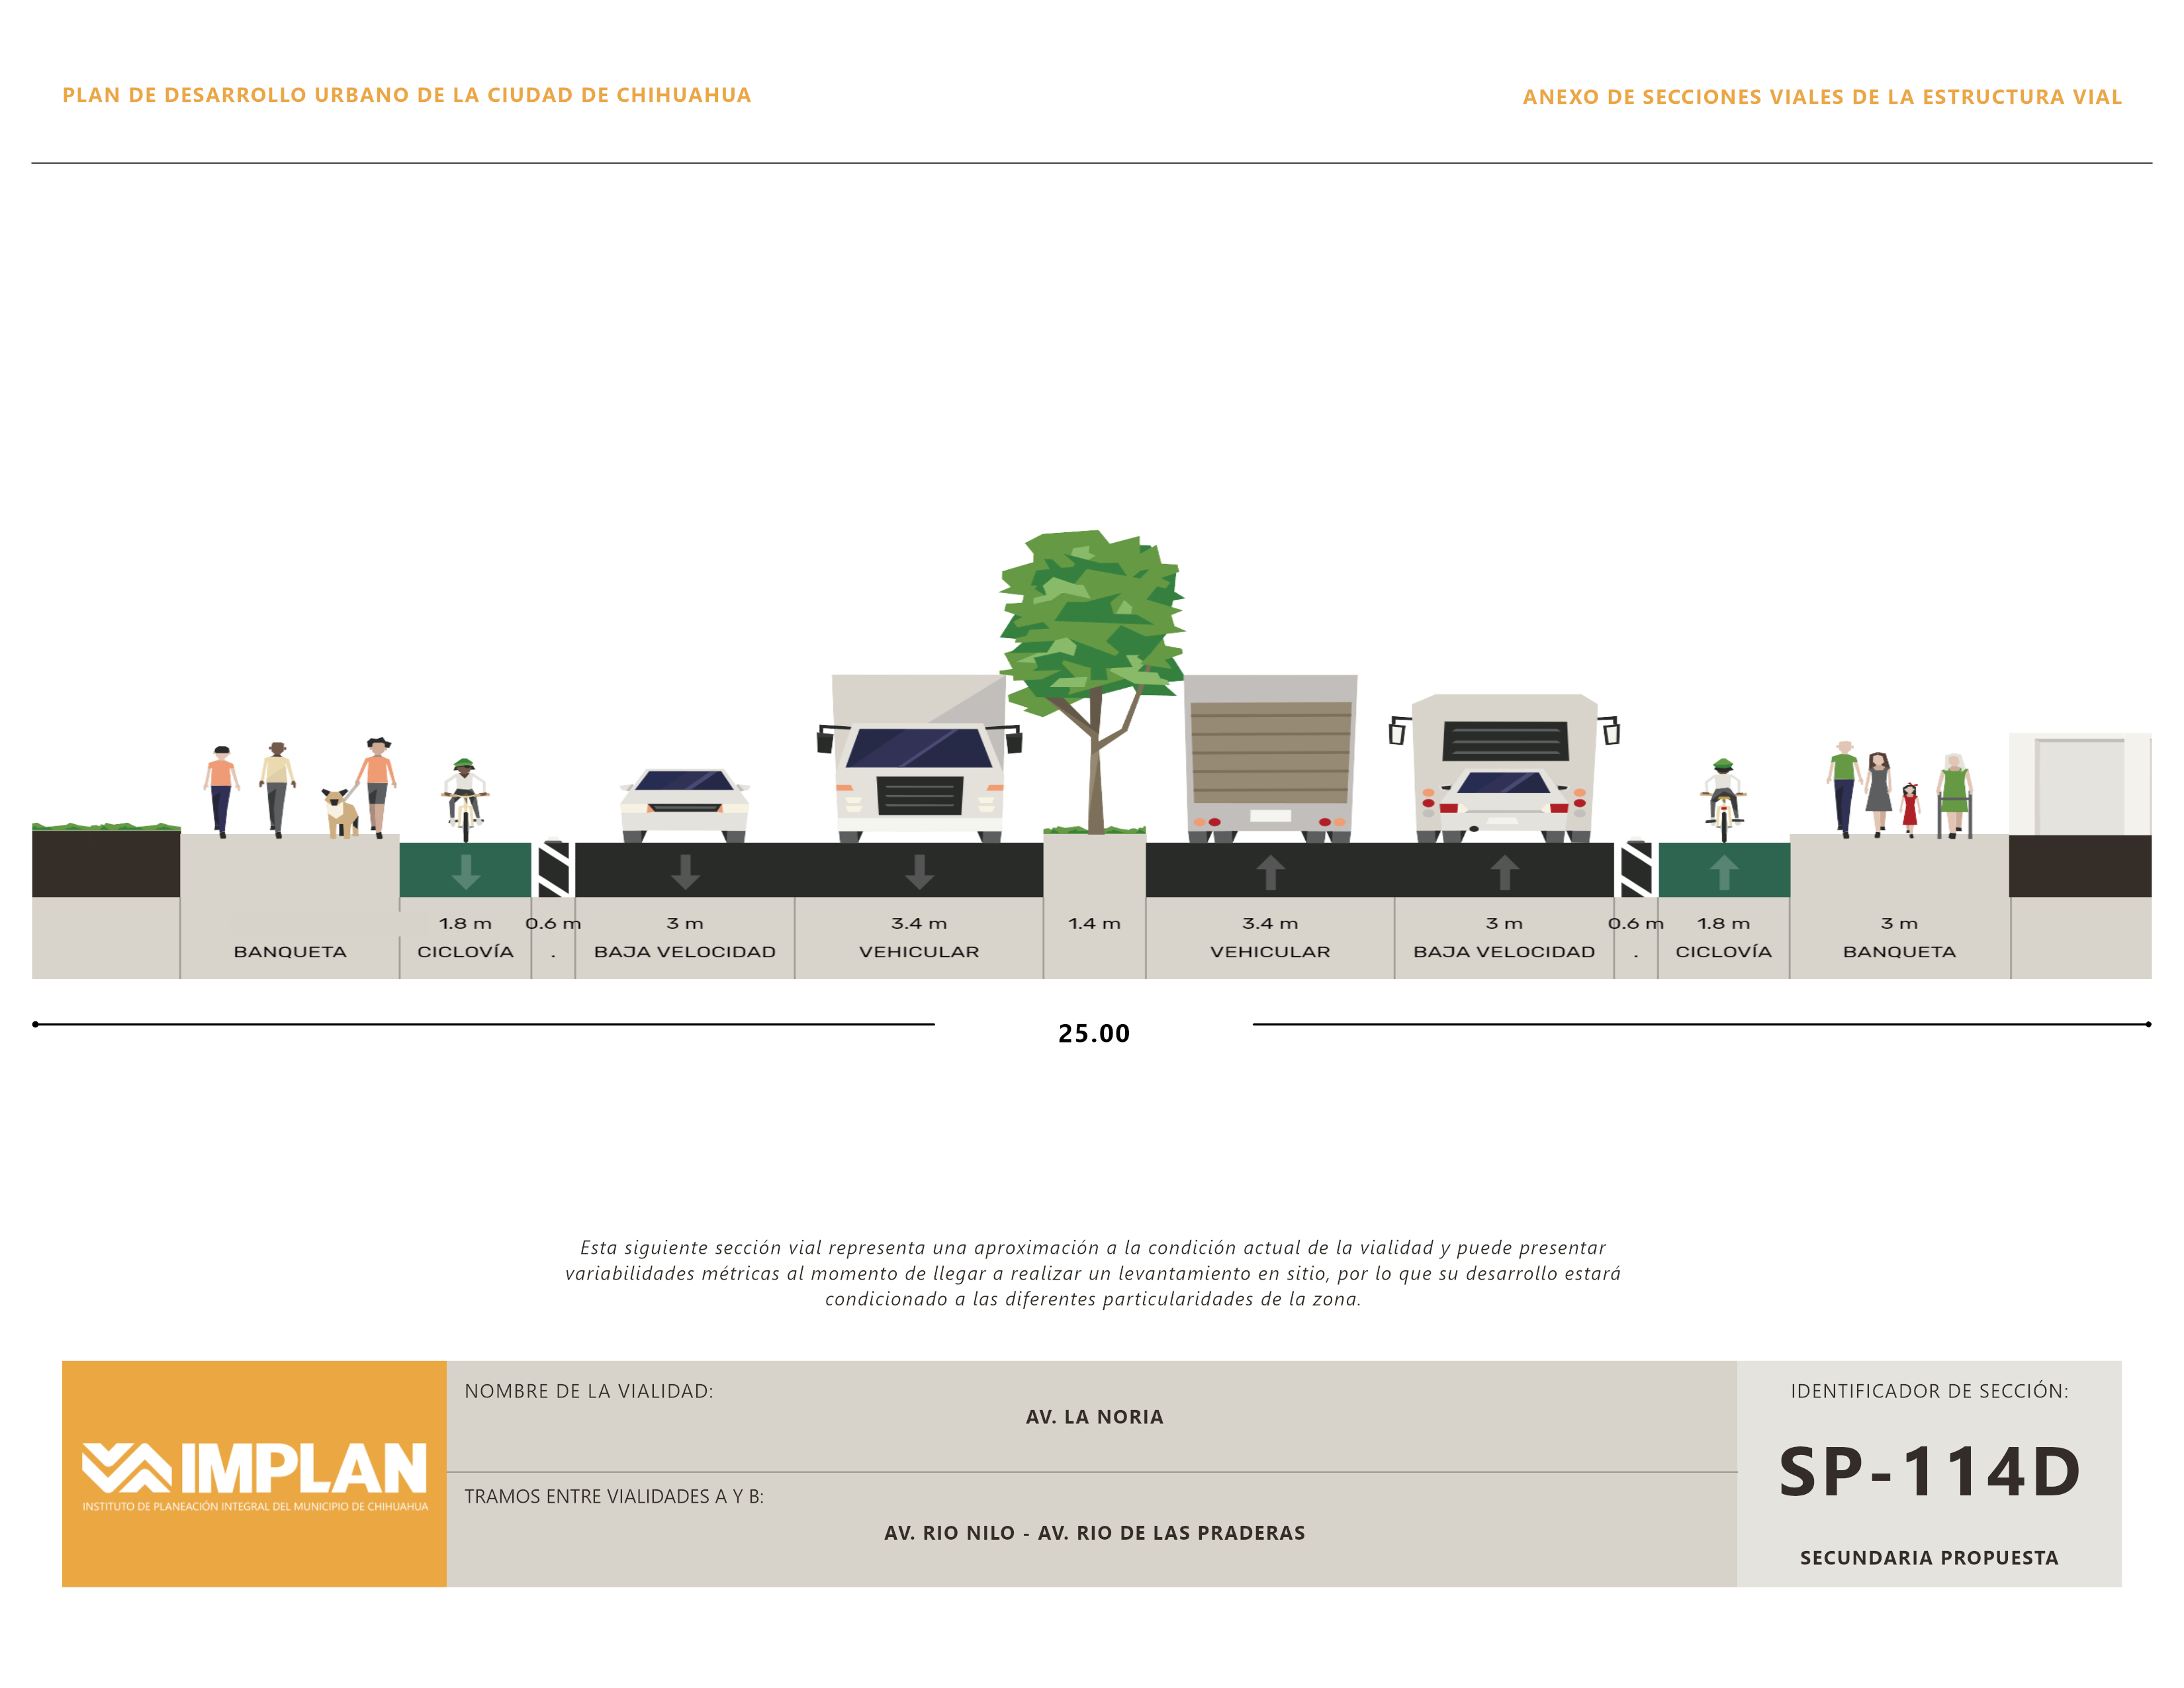 PLAN DE DESARROLLO URBANO DE LA CIUDAD DE CHIHUAHUA
ANEXO DE SECCIONES VIALES DE LA ESTRUCTURA VIAL
1.8 m 0.6 m 3 m 3.4 m 1.4 m 3.4 m 3 m 0.6 m 1.8 m 3 m
BANQUETA CICLOVÍA . BAJA VELOCIDAD VEHICULAR VEHICULAR BAJA VELOCIDAD . CICLOVÍA BANQUETA
25.00
Esta siguiente sección vial representa una aproximación a la condición actual de la vialidad y puede presentar
variabilidades métricas al momento de llegar a realizar un levantamiento en sitio, por lo que su desarrollo estará
condicionado a las diferentes particularidades de la zona.
IMPLAN
INSTITUTO DE PLANEACIÓN INTEGRAL DEL MUNICIPIO DE CHIHUAHUA
NOMBRE DE LA VIALIDAD:
AV. LA NORIA
TRAMOS ENTRE VIALIDADES A Y B:
AV. RIO NILO - AV. RIO DE LAS PRADERAS
IDENTIFICADOR DE SECCIÓN:
SP-114D
SECUNDARIA PROPUESTA